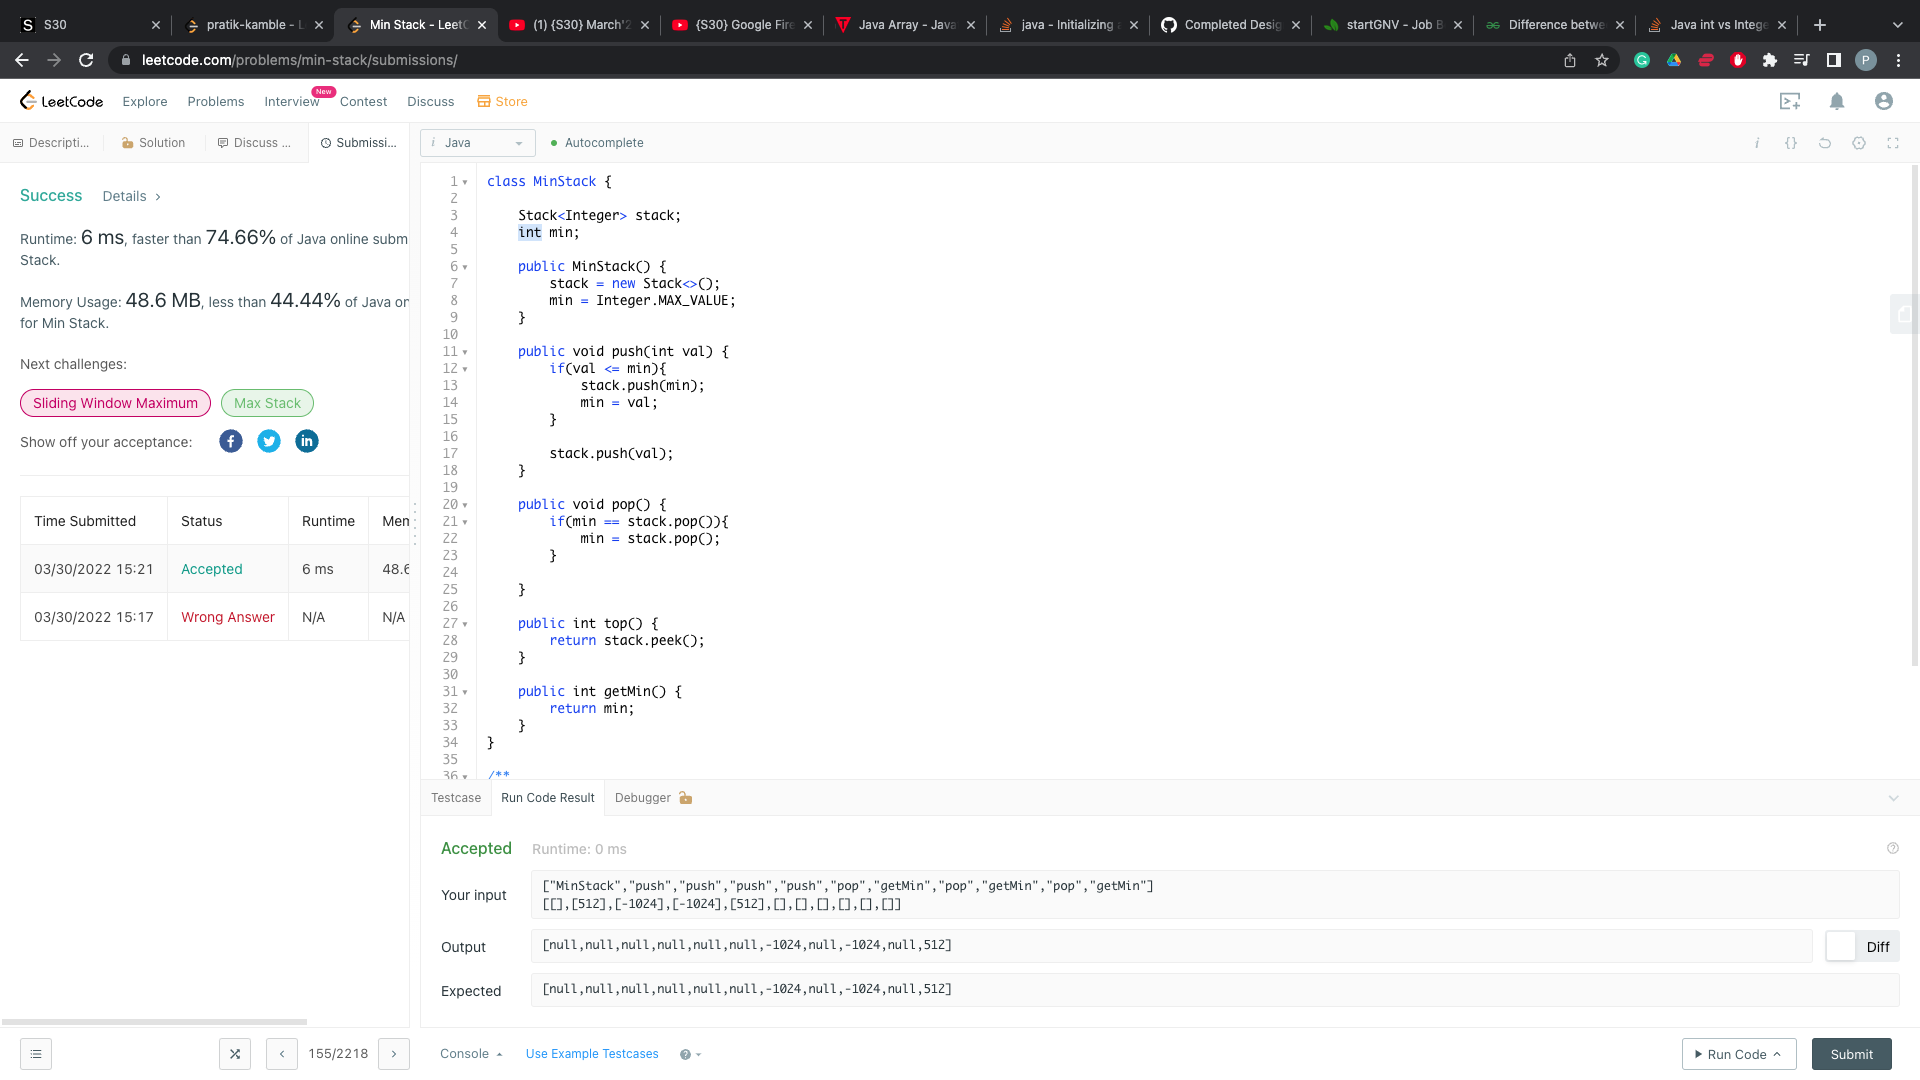 S30
pratik-kamble - L
Min Stack - LeetC
(1) {S30} March'2
{S30} Google Fire
Java Array - Java
java - Initializing a
Completed Desig
startGNV - Job B
Difference betwe
Java int vs Intege
leetcode.com/problems/min-stack/submissions/
P
LeetCode
Explore
Problems
Interview
New
Contest
Discuss
Store
Descripti...
Solution
Discuss ...
Submissi...
i Java
Autocomplete
i {}
Success Details >
Runtime: 6 ms, faster than 74.66% of Java online subm
Stack.
Memory Usage: 48.6 MB, less than 44.44% of Java on
for Min Stack.
Next challenges:
Sliding Window Maximum Max Stack
Show off your acceptance:
Time Submitted Status Runtime Mem
03/30/2022 15:21 Accepted 6 ms 48.6
03/30/2022 15:17 Wrong Answer N/A N/A
1 class MinStack {
2
3 Stack<Integer> stack;
4 int min;
5
6 public MinStack() {
7 stack = new Stack<>();
8 min = Integer.MAX_VALUE;
9 }
10
11 public void push(int val) {
12 if(val <= min){
13 stack.push(min);
14 min = val;
15 }
16
17 stack.push(val);
18 }
19
20 public void pop() {
21 if(min == stack.pop()){
22 min = stack.pop();
23 }
24
25 }
26
27 public int top() {
28 return stack.peek();
29 }
30
31 public int getMin() {
32 return min;
33 }
34 }
35
36 /**
Testcase Run Code Result Debugger
Accepted Runtime: 0 ms
Your input
["MinStack","push","push","push","push","pop","getMin","pop","getMin","pop","getMin"]
[[],[512],[-1024],[-1024],[512],[],[],[],[],[],[]]
Output
[null,null,null,null,null,null,-1024,null,-1024,null,512]
Diff
Expected
[null,null,null,null,null,null,-1024,null,-1024,null,512]
155/2218
Console
Use Example Testcases
Run Code
Submit